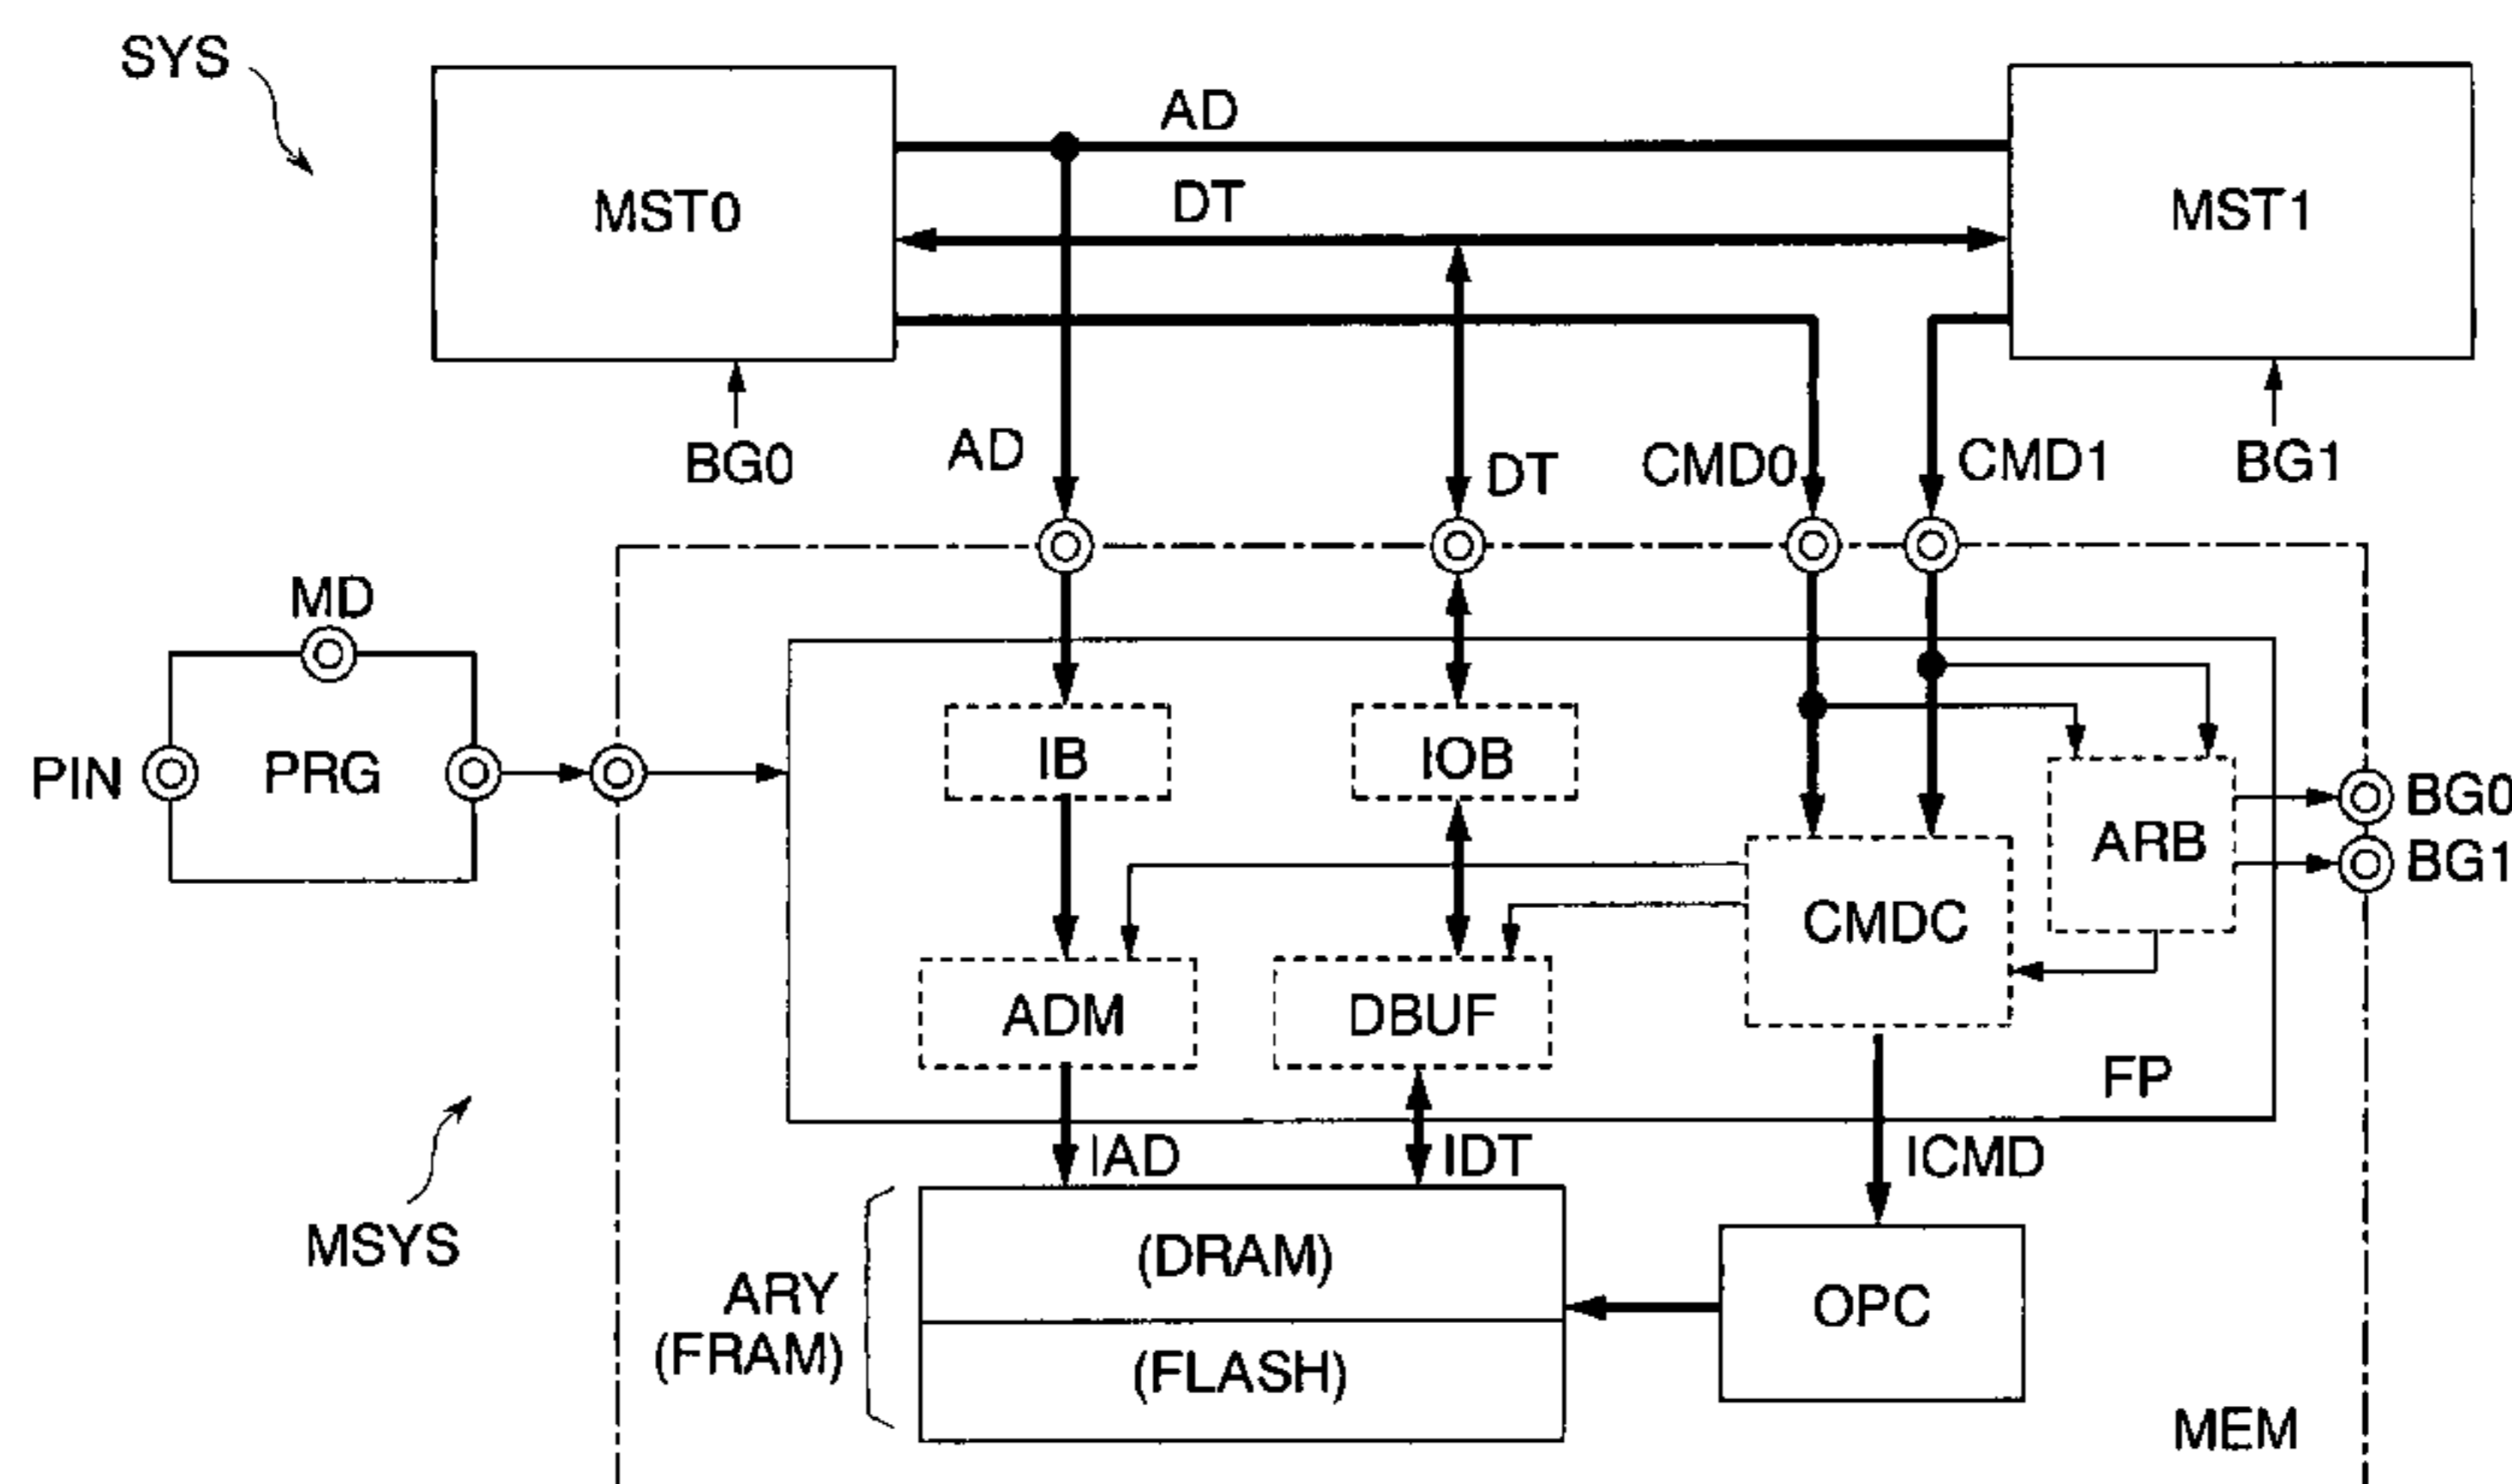 SYS
AD
DT
MST0
MST1
BG0
AD
DT
CMD0
CMD1
BG1
MD
PIN
PRG
IB
IOB
ARB
BG0
BG1
CMDC
ADM
DBUF
FP
IAD
IDT
ICMD
MSYS
ARY
(FRAM)
(DRAM)
(FLASH)
OPC
MEM